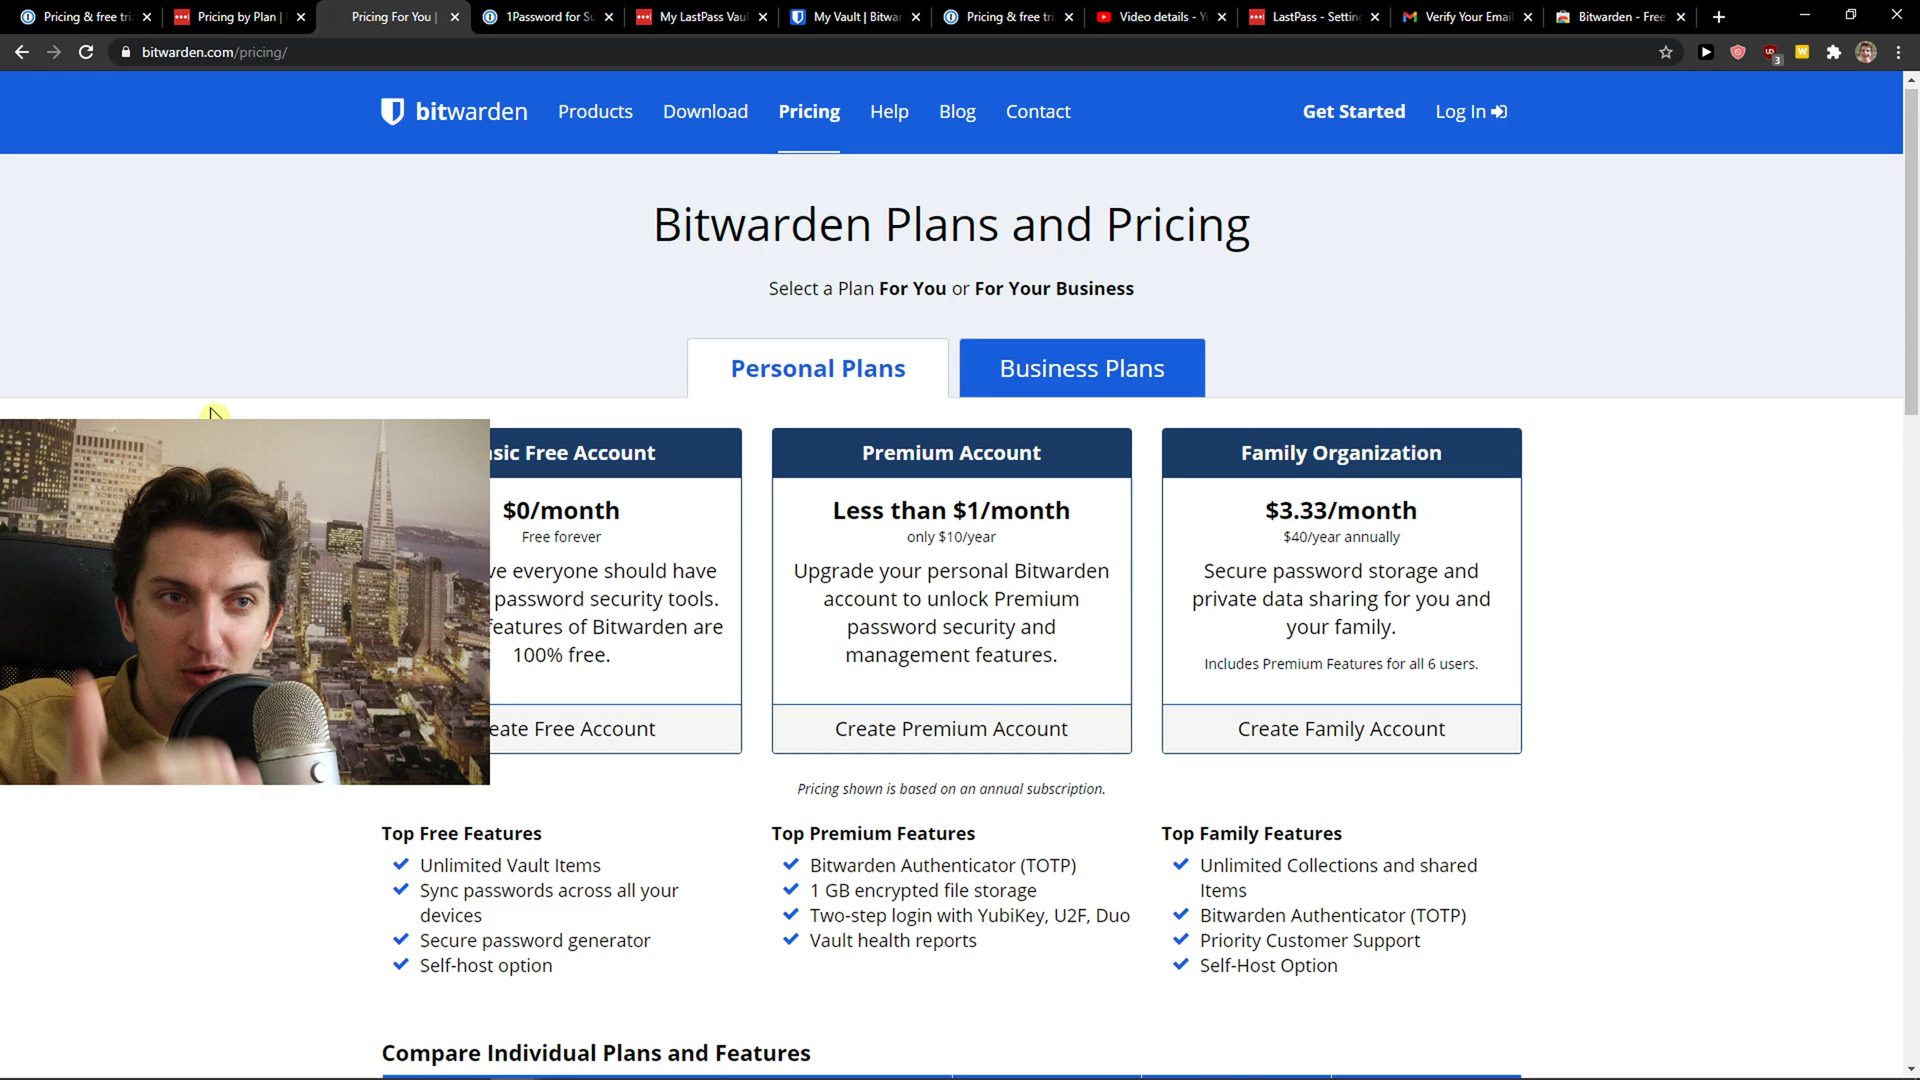 Pricing & free tri
Pricing by Plan |
Pricing For You |
1Password for Su
My LastPass Vau
My Vault | Bitwar
Pricing & free tri
Video details - Y
LastPass - Setting
Verify Your Email
Bitwarden - Free
bitwarden.com/pricing/
3
W
bitwarden
Products
Download
Pricing
Help
Blog
Contact
Get Started
Log In
Bitwarden Plans and Pricing
Select a Plan For You or For Your Business
Personal Plans
Business Plans
sic Free Account
$0/month
Free forever
ve everyone should have
password security tools.
eatures of Bitwarden are
100% free.
eate Free Account
Premium Account
Less than $1/month
only $10/year
Upgrade your personal Bitwarden
account to unlock Premium
password security and
management features.
Create Premium Account
Family Organization
$3.33/month
$40/year annually
Secure password storage and
private data sharing for you and
your family.
Includes Premium Features for all 6 users.
Create Family Account
Pricing shown is based on an annual subscription.
Top Free Features
Unlimited Vault Items
Sync passwords across all your
devices
Secure password generator
Self-host option
Top Premium Features
Bitwarden Authenticator (TOTP)
1 GB encrypted file storage
Two-step login with YubiKey, U2F, Duo
Vault health reports
Top Family Features
Unlimited Collections and shared
Items
Bitwarden Authenticator (TOTP)
Priority Customer Support
Self-Host Option
Compare Individual Plans and Features